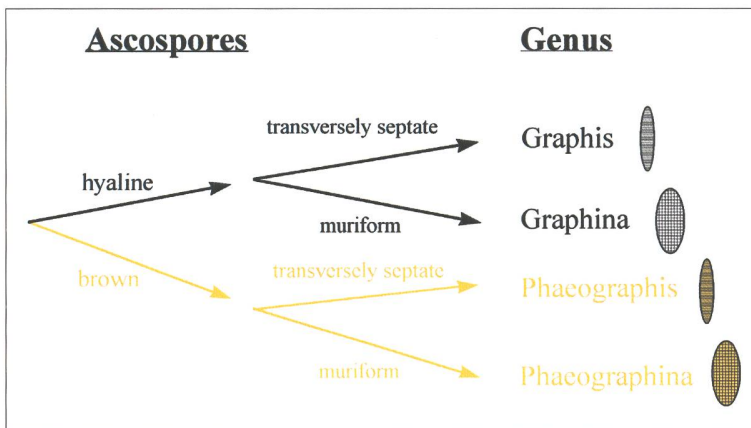 Ascospores Genus
transversely septate
Graphis
hyaline
muriform
Graphina
brown
transversely septate
Phaeographis
muriform
Phaeographina